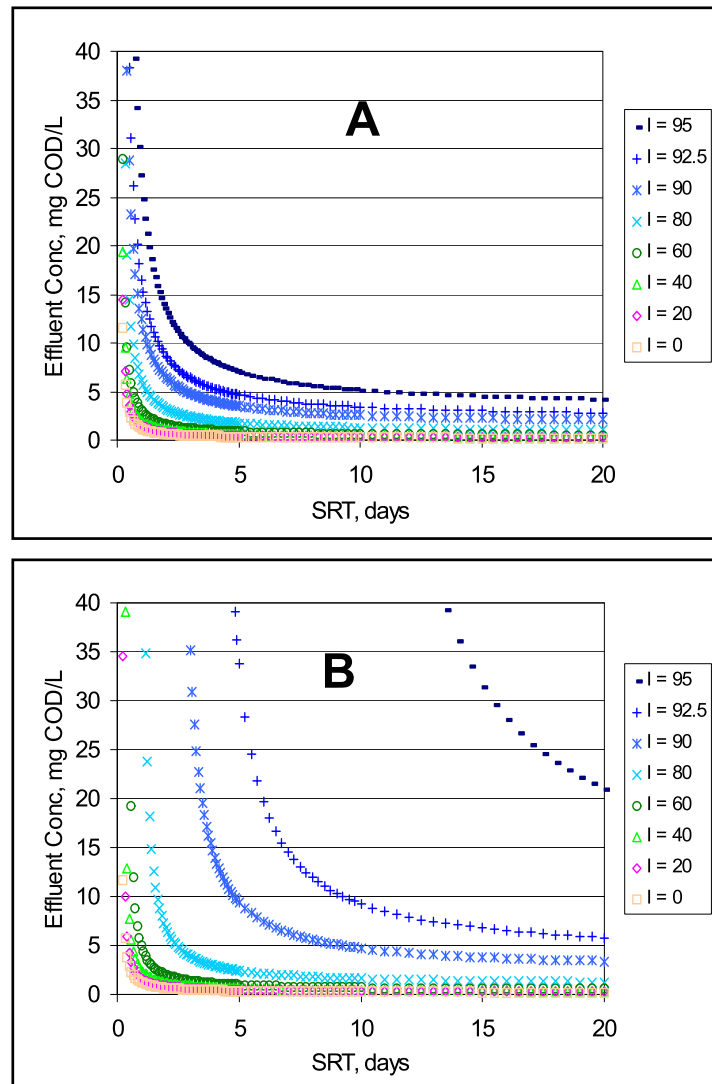 A
Effluent Conc, mg COD/L
40
35
30
25
20
15
10
5
0
0
5
10
15
20
SRT, days
I = 95
I = 92.5
I = 90
I = 80
I = 60
I = 40
I = 20
I = 0
B
Effluent Conc, mg COD/L
40
35
30
25
20
15
10
5
0
0
5
10
15
20
SRT, days
I = 95
I = 92.5
I = 90
I = 80
I = 60
I = 40
I = 20
I = 0